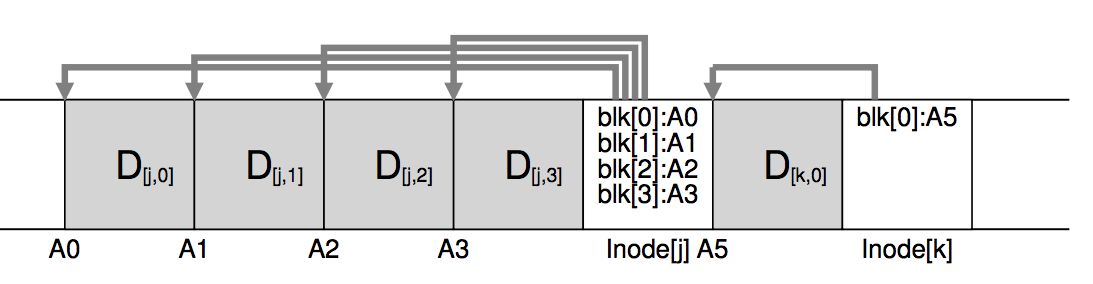 blk[0]:A0
blk[1]:A1
blk[2]:A2
blk[3]:A3
blk[0]:A5
D[j,0]
D[j,1]
D[j,2]
D[j,3]
D[k,0]
A0
A1
A2
A3
Inode[j]
A5
Inode[k]